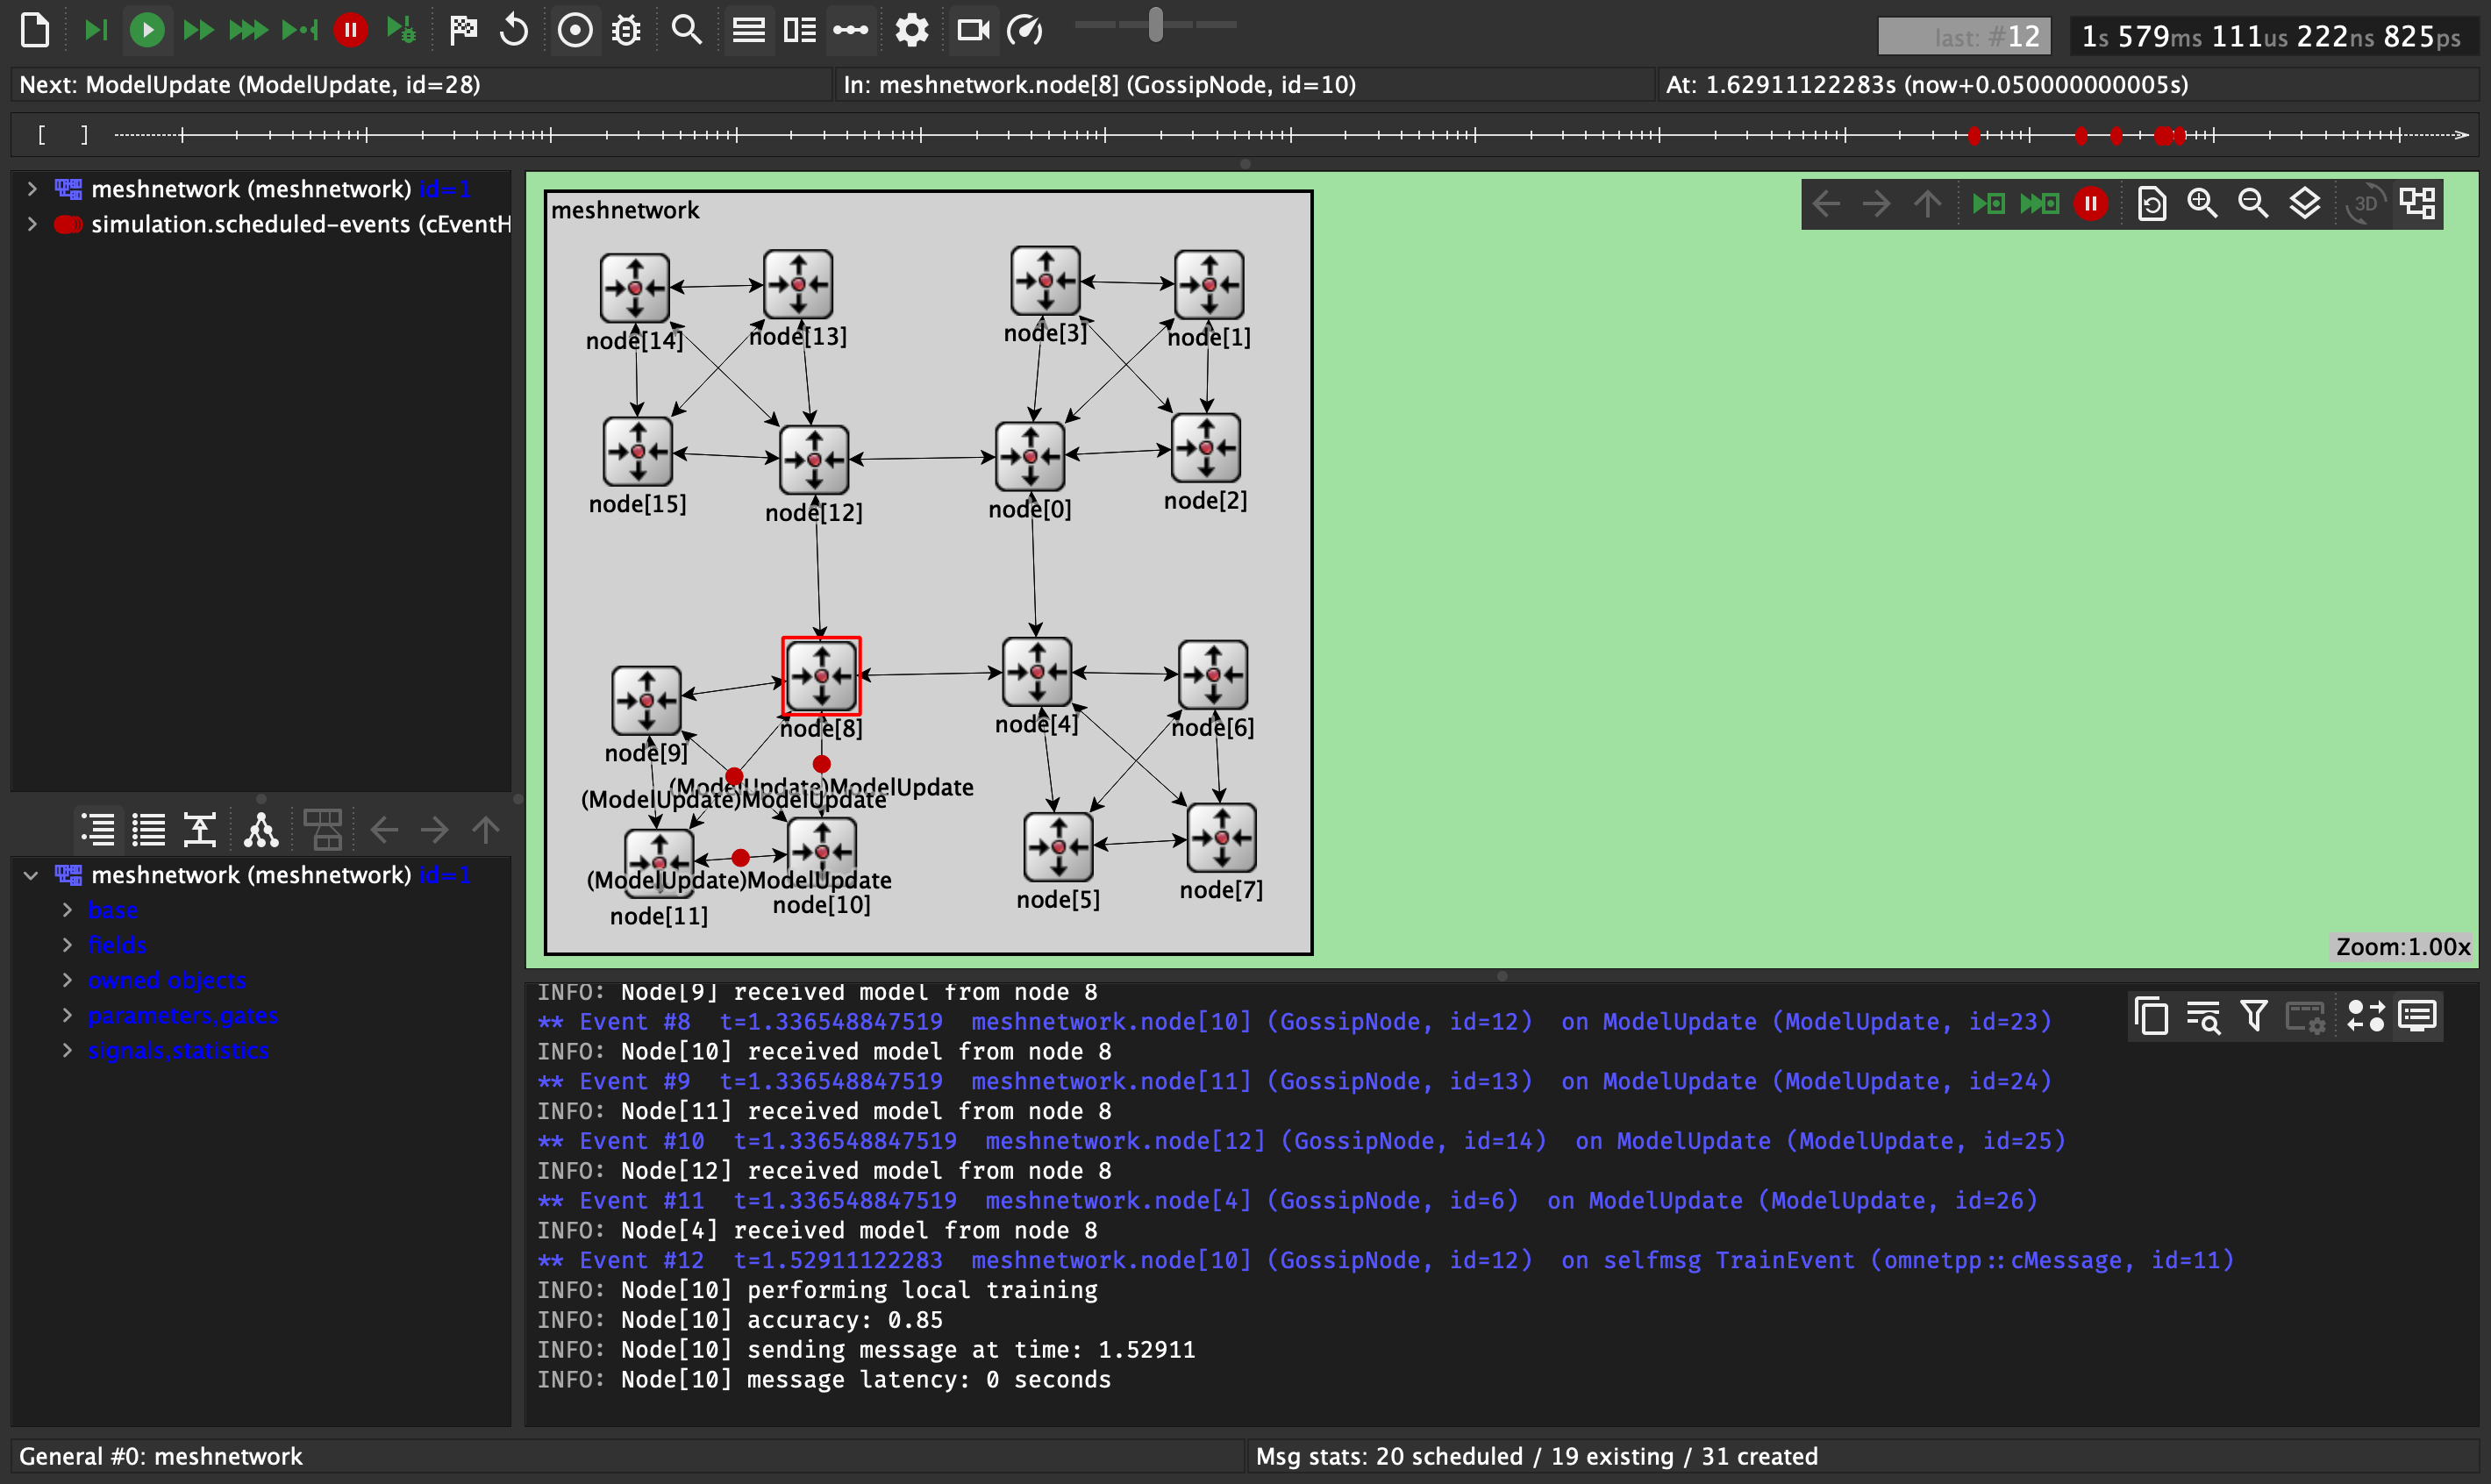 last: #12
1s 579ms 111us 222ns 825ps
Next: ModelUpdate (ModelUpdate, id=28)
In: meshnetwork.node[8] (GossipNode, id=10)
At: 1.62911122283s (now+0.050000000005s)
[ ]
meshnetwork (meshnetwork) id=1
simulation.scheduled-events (cEventH
meshnetwork
3D
node[14]
node[13]
node[3]
node[1]
node[15]
node[12]
node[0]
node[2]
node[9]
node[8]
node[4]
node[6]
(ModelUpdate)ModelUpdate
(ModelUpdate)ModelUpdate
(ModelUpdate)ModelUpdate
node[11]
node[10]
node[5]
node[7]
Zoom:1.00x
meshnetwork (meshnetwork) id=1
base
fields
owned objects
parameters,gates
signals,statistics
INFO: Node[9] received model from node 8
** Event #8 t=1.336548847519 meshnetwork.node[10] (GossipNode, id=12) on ModelUpdate (ModelUpdate, id=23)
INFO: Node[10] received model from node 8
** Event #9 t=1.336548847519 meshnetwork.node[11] (GossipNode, id=13) on ModelUpdate (ModelUpdate, id=24)
INFO: Node[11] received model from node 8
** Event #10 t=1.336548847519 meshnetwork.node[12] (GossipNode, id=14) on ModelUpdate (ModelUpdate, id=25)
INFO: Node[12] received model from node 8
** Event #11 t=1.336548847519 meshnetwork.node[4] (GossipNode, id=6) on ModelUpdate (ModelUpdate, id=26)
INFO: Node[4] received model from node 8
** Event #12 t=1.52911122283 meshnetwork.node[10] (GossipNode, id=12) on selfmsg TrainEvent (omnetpp::cMessage, id=11)
INFO: Node[10] performing local training
INFO: Node[10] accuracy: 0.85
INFO: Node[10] sending message at time: 1.52911
INFO: Node[10] message latency: 0 seconds
General #0: meshnetwork
Msg stats: 20 scheduled / 19 existing / 31 created